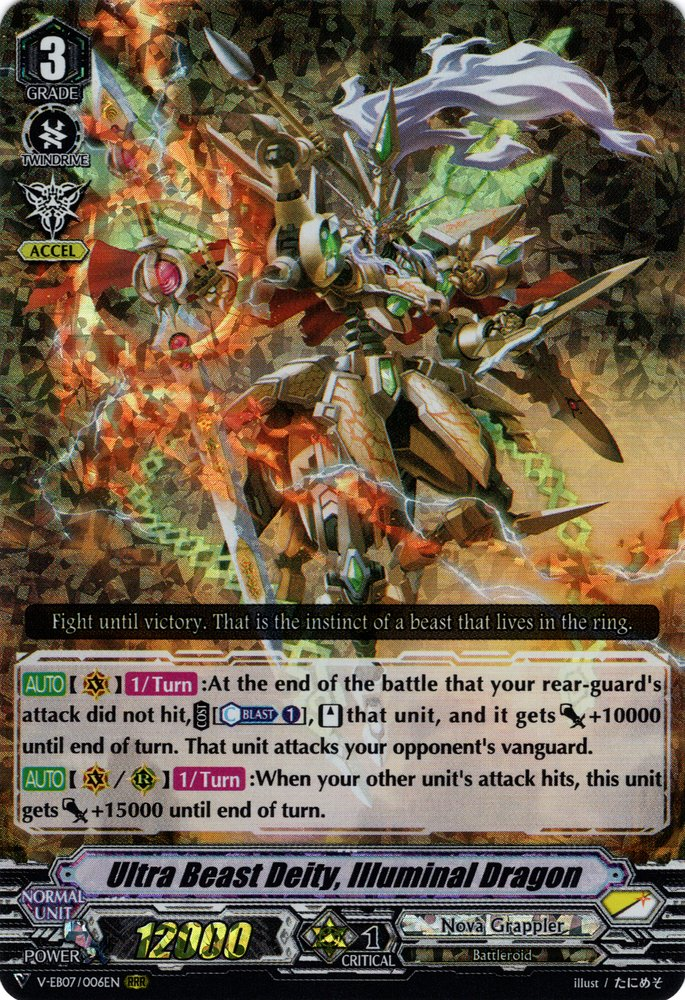 3
GRADE
TWINDRIVE
ACCEL
Fight until victory. That is the instinct of a beast that lives in the ring.
AUTO【 V 】1/Turn :At the end of the battle that your rear-guard's
attack did not hit, COST [C BLAST 1], that unit, and it gets +10000
until end of turn. That unit attacks your opponent's vanguard.
AUTO【 V / R 】1/Turn :When your other unit's attack hits, this unit
gets +15000 until end of turn.
Ultra Beast Deity, Illuminal Dragon
NORMAL
UNIT
POWER 12000
1
CRITICAL
Nova Grappler
Battleroid
V-EB07/006EN RRR
illust / たにめそ